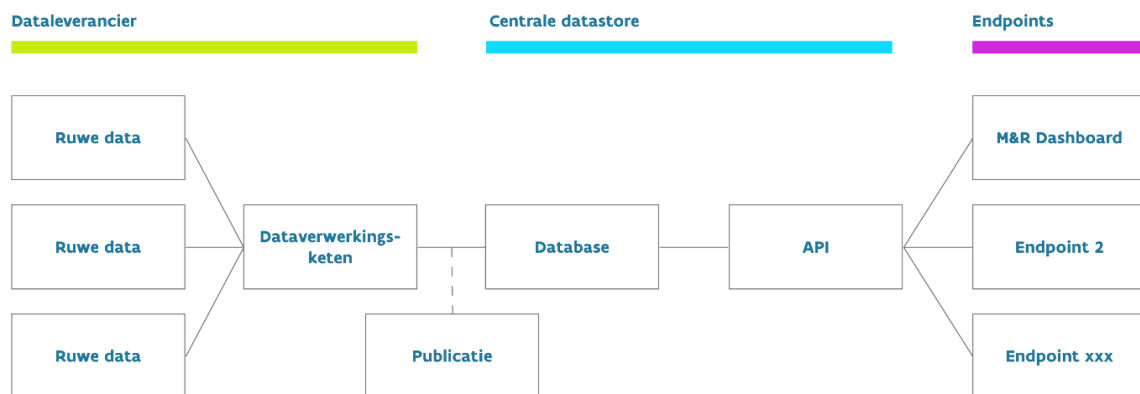 Dataleverancier
Centrale datastore
Endpoints
Ruwe data
M&R Dashboard
Ruwe data
Dataverwerkings-
keten
Database
API
Endpoint 2
Ruwe data
Publicatie
Endpoint xxx